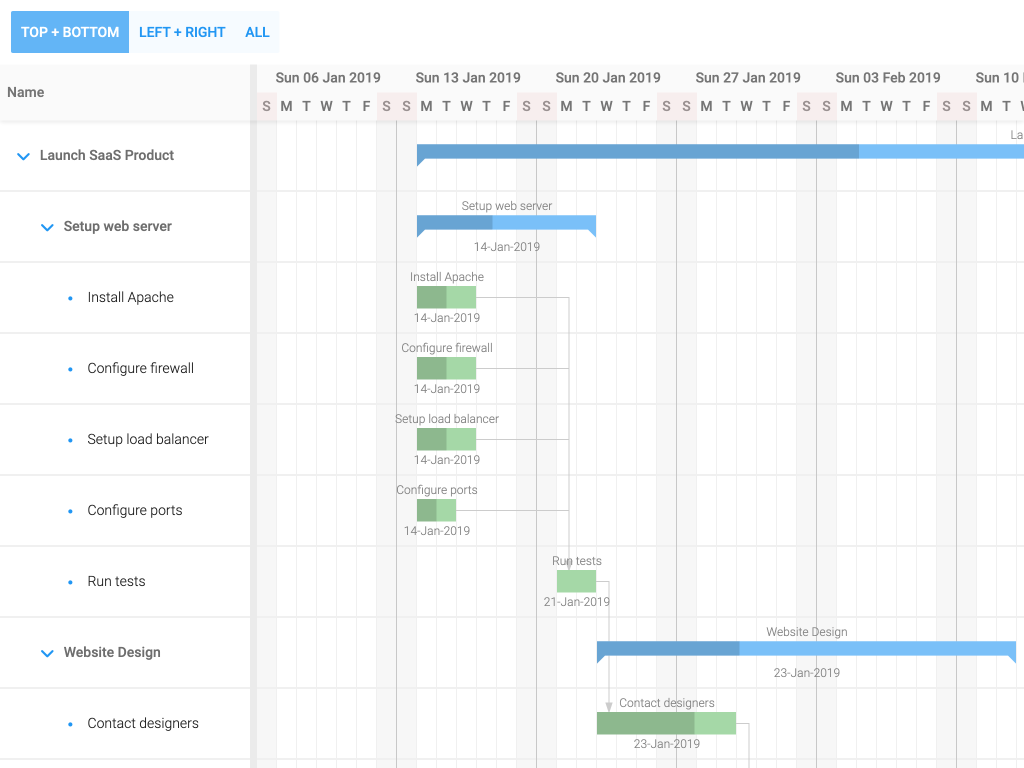 TOP + BOTTOM LEFT + RIGHT ALL
Name
Sun 06 Jan 2019 Sun 13 Jan 2019 Sun 20 Jan 2019 Sun 27 Jan 2019 Sun 03 Feb 2019 Sun 10
S M T W T F S S M T W T F S S M T W T F S S M T W T F S S M T W T F S S M T W
Launch SaaS Product
La
Setup web server
Setup web server
14-Jan-2019
Install Apache
Install Apache
14-Jan-2019
Configure firewall
Configure firewall
14-Jan-2019
Setup load balancer
Setup load balancer
14-Jan-2019
Configure ports
Configure ports
14-Jan-2019
Run tests
Run tests
21-Jan-2019
Website Design
Website Design
23-Jan-2019
Contact designers
Contact designers
23-Jan-2019